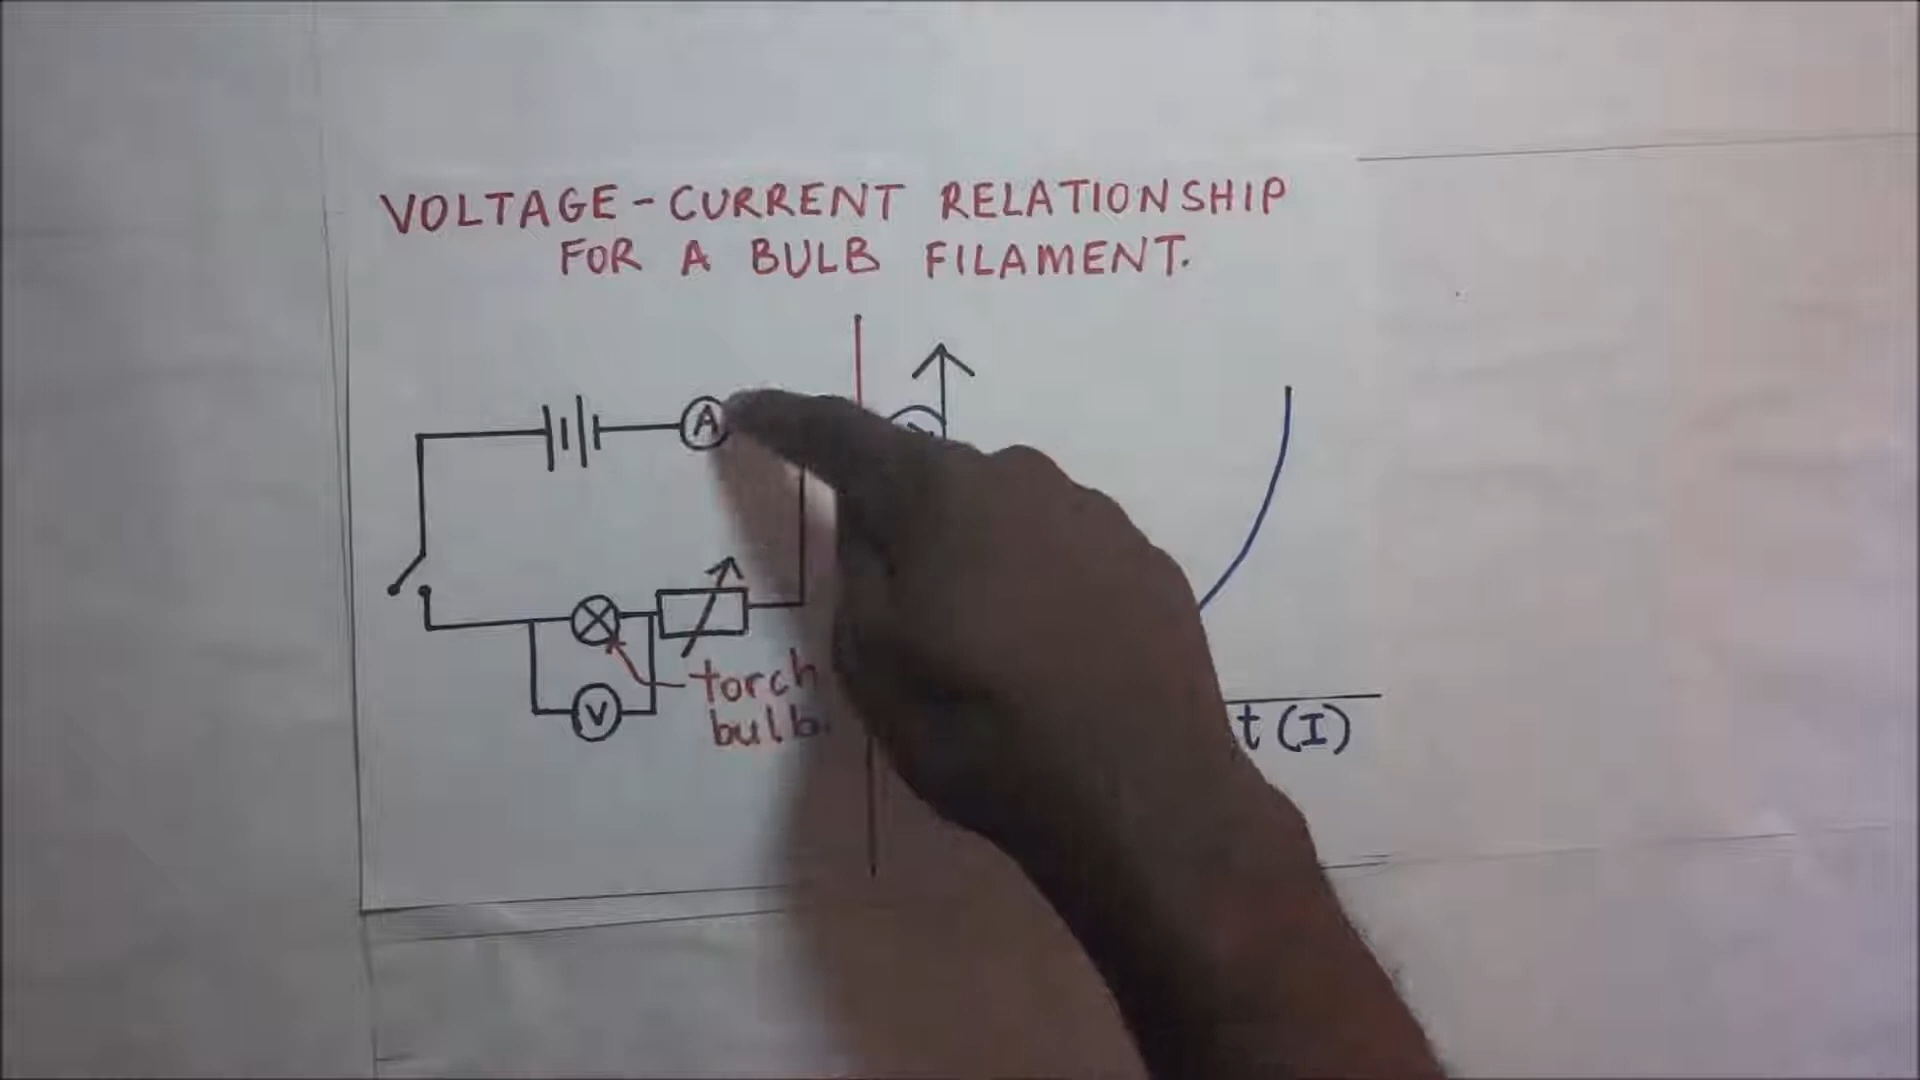 VOLTAGE-CURRENT RELATIONSHIP
FOR A BULB FILAMENT.
A
V
torch
bulb.
t (I)